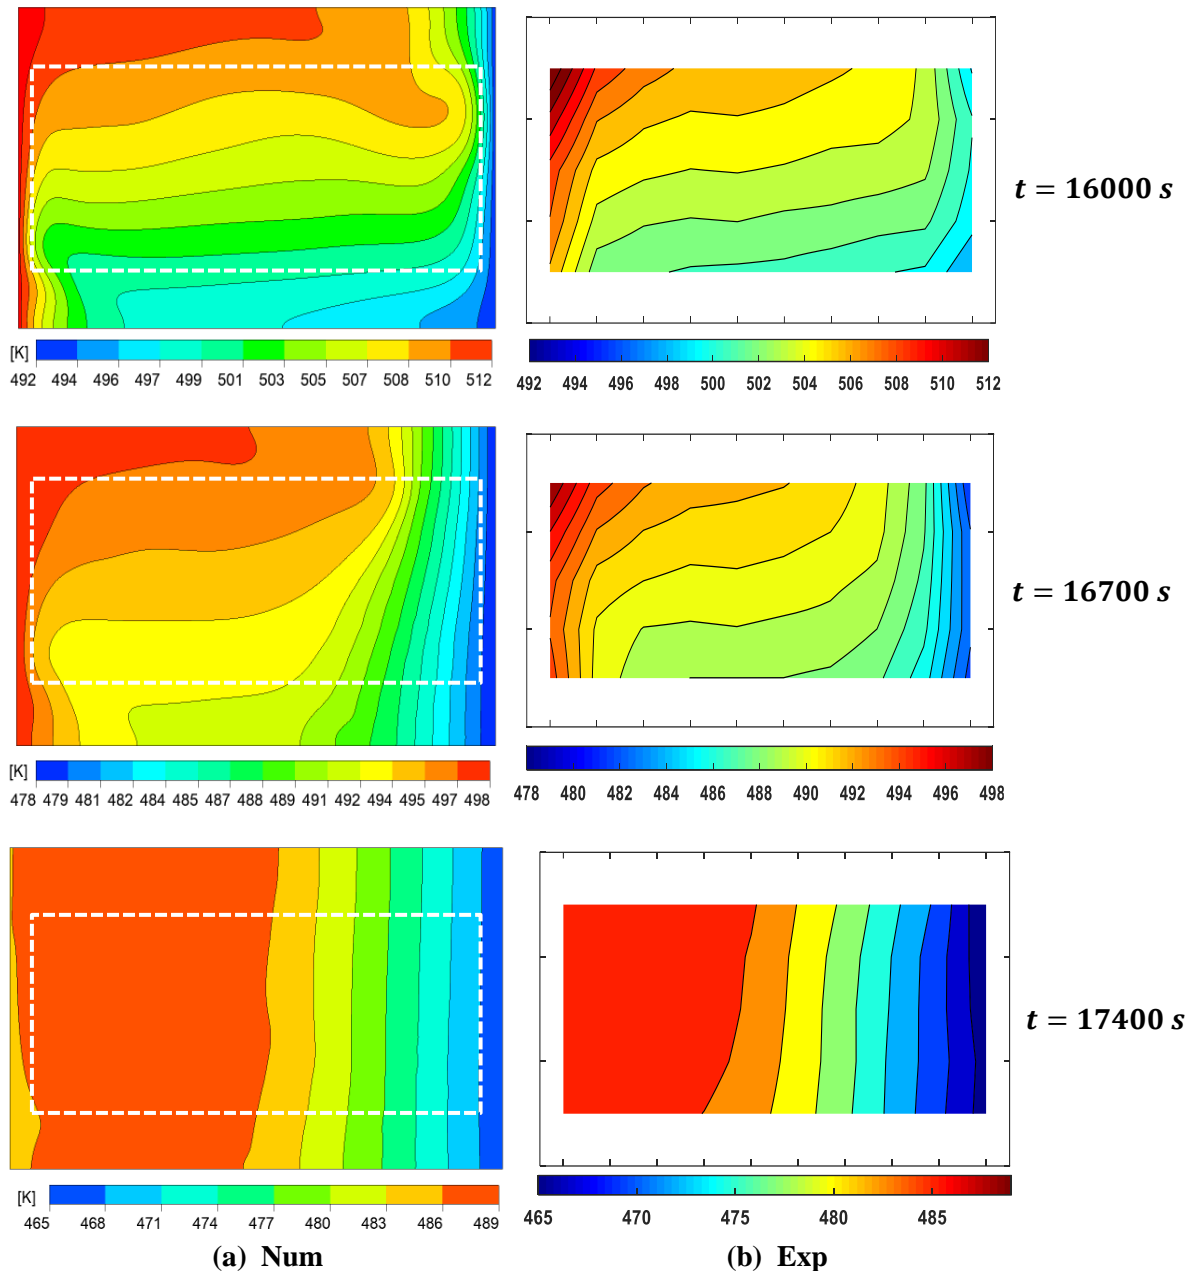 t = 16000 s
[K]
492 494 496 497 499 501 503 505 507 508 510 512
492 494 496 498 500 502 504 506 508 510 512
t = 16700 s
[K]
478 479 481 482 484 485 487 488 489 491 492 494 495 497 498
478 480 482 484 486 488 490 492 494 496 498
t = 17400 s
[K]
465 468 471 474 477 480 483 486 489
465 470 475 480 485
(a) Num
(b) Exp